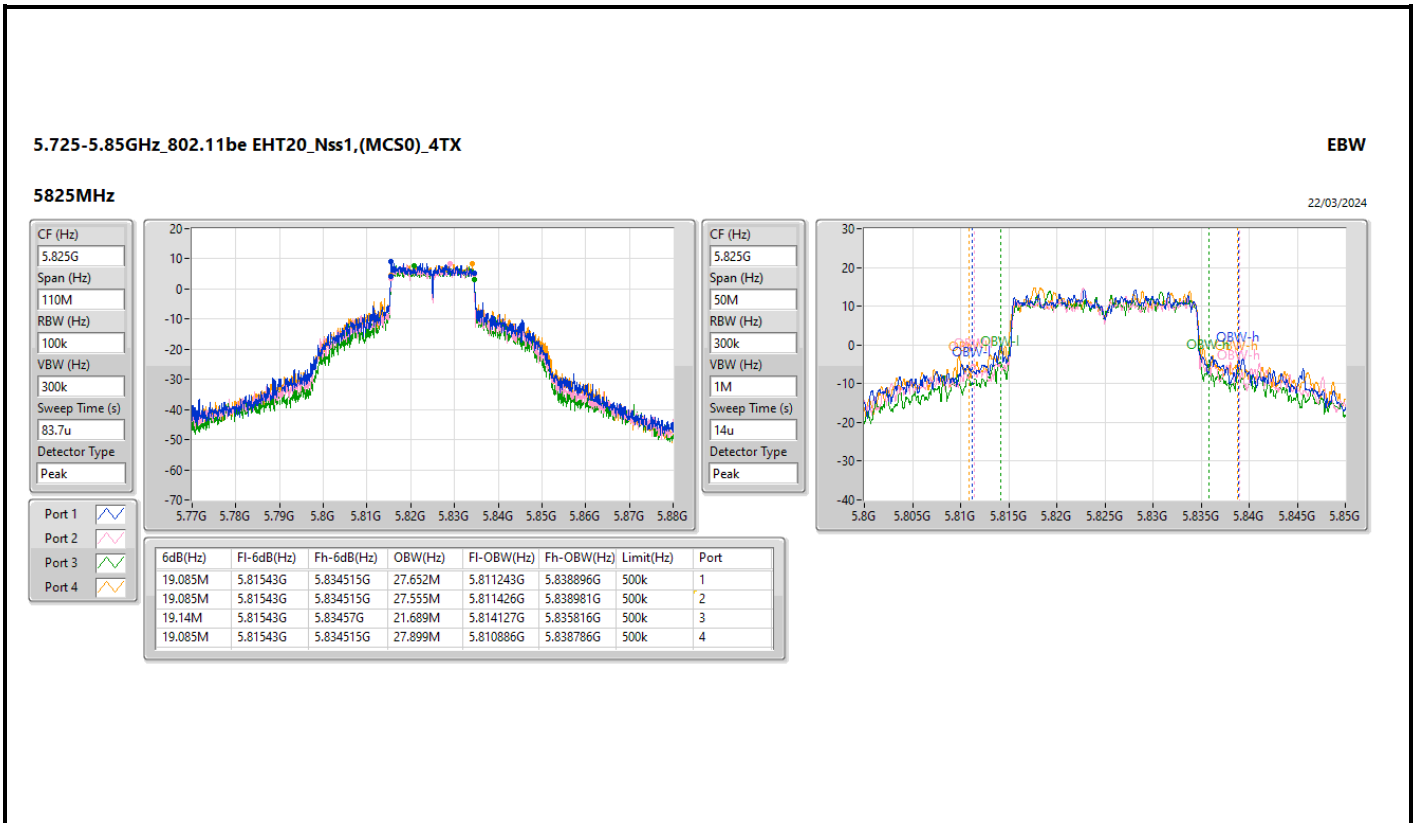 5.725-5.85GHz_802.11be EHT20_Nss1,(MCS0)_4TX
EBW
5825MHz
22/03/2024
CF (Hz)
5.825G
Span (Hz)
110M
RBW (Hz)
100k
VBW (Hz)
300k
Sweep Time (s)
83.7u
Detector Type
Peak
20
10
0
-10
-20
-30
-40
-50
-60
-70
5.77G 5.78G 5.79G 5.8G 5.81G 5.82G 5.83G 5.84G 5.85G 5.86G 5.87G 5.88G
CF (Hz)
5.825G
Span (Hz)
50M
RBW (Hz)
300k
VBW (Hz)
1M
Sweep Time (s)
14u
Detector Type
Peak
30
20
10
0
-10
-20
-30
-40
OBW-l
OBW-l
OBW-h
OBW-h
5.8G 5.805G 5.81G 5.815G 5.82G 5.825G 5.83G 5.835G 5.84G 5.845G 5.85G
Port 1
Port 2
Port 3
Port 4
6dB(Hz) Fl-6dB(Hz) Fh-6dB(Hz) OBW(Hz) Fl-OBW(Hz) Fh-OBW(Hz) Limit(Hz) Port
19.085M 5.81543G 5.834515G 27.652M 5.811243G 5.838896G 500k 1
19.085M 5.81543G 5.834515G 27.555M 5.811426G 5.838981G 500k 2
19.14M 5.81543G 5.83457G 21.689M 5.814127G 5.835816G 500k 3
19.085M 5.81543G 5.834515G 27.899M 5.810886G 5.838786G 500k 4